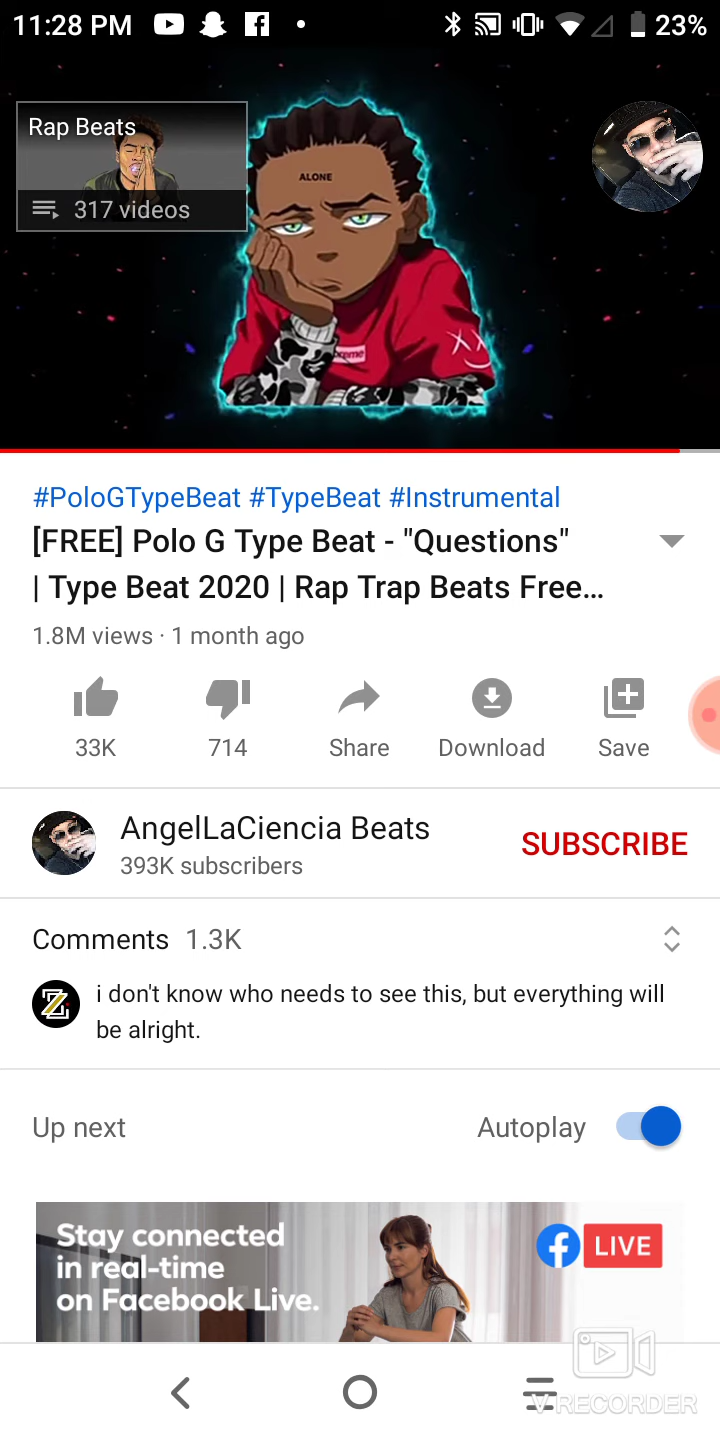 11:28 PM
23%
Rap Beats
317 videos
ALONE
preme
#PoloGTypeBeat #TypeBeat #Instrumental
[FREE] Polo G Type Beat - "Questions"
| Type Beat 2020 | Rap Trap Beats Free...
1.8M views · 1 month ago
33K
714
Share
Download
Save
AngelLaCiencia Beats
393K subscribers
SUBSCRIBE
Comments 1.3K
i don't know who needs to see this, but everything will
be alright.
Up next
Autoplay
Stay connected
in real-time
on Facebook Live.
LIVE
V RECORDER